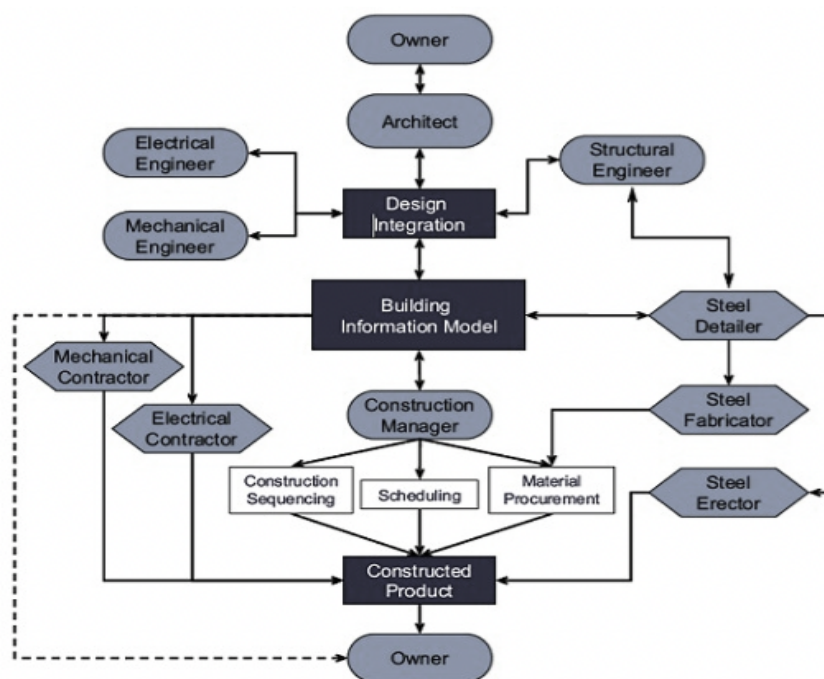 Owner
Architect
Electrical
Engineer
Structural
Engineer
Design
Integration
Mechanical
Engineer
Building
Information Model
Steel
Detailer
Mechanical
Contractor
Electrical
Contractor
Construction
Manager
Steel
Fabricator
Construction
Sequencing
Scheduling
Material
Procurement
Steel
Erector
Constructed
Product
Owner